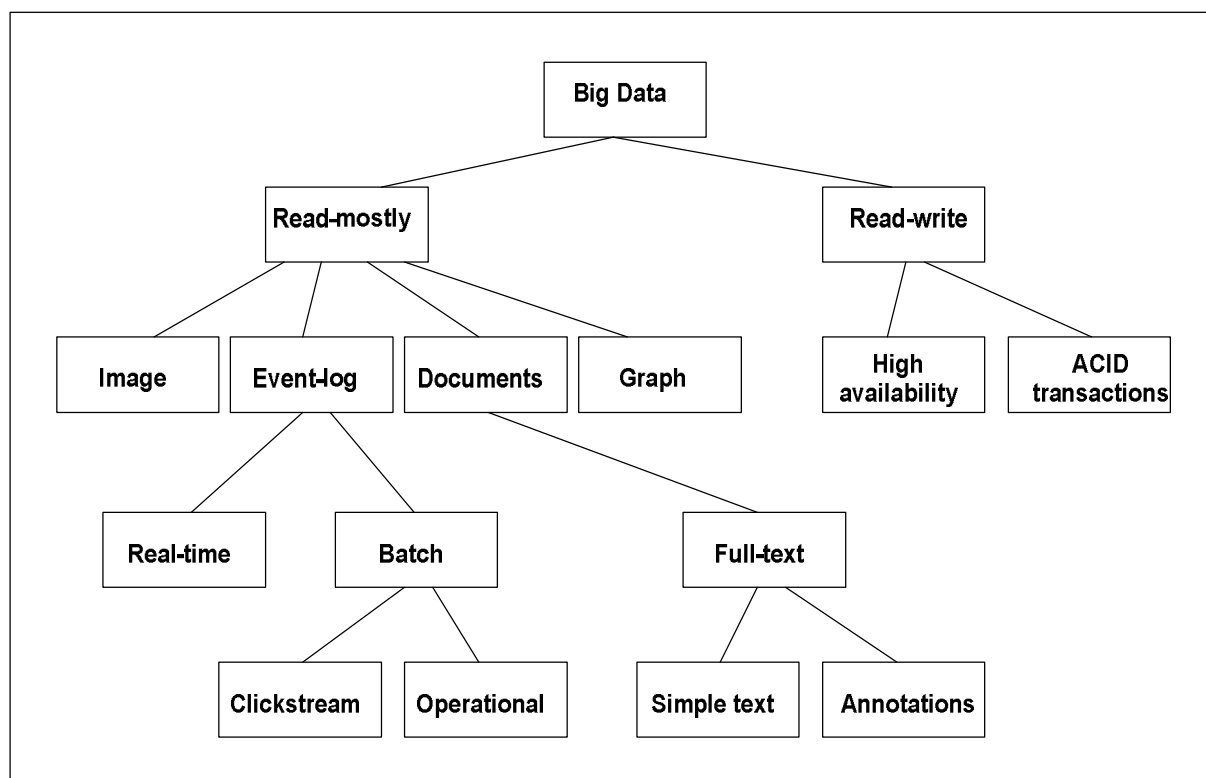 Big Data
Read-mostly
Read-write
Image
Event-log
Documents
Graph
High
availability
ACID
transactions
Real-time
Batch
Full-text
Clickstream
Operational
Simple text
Annotations